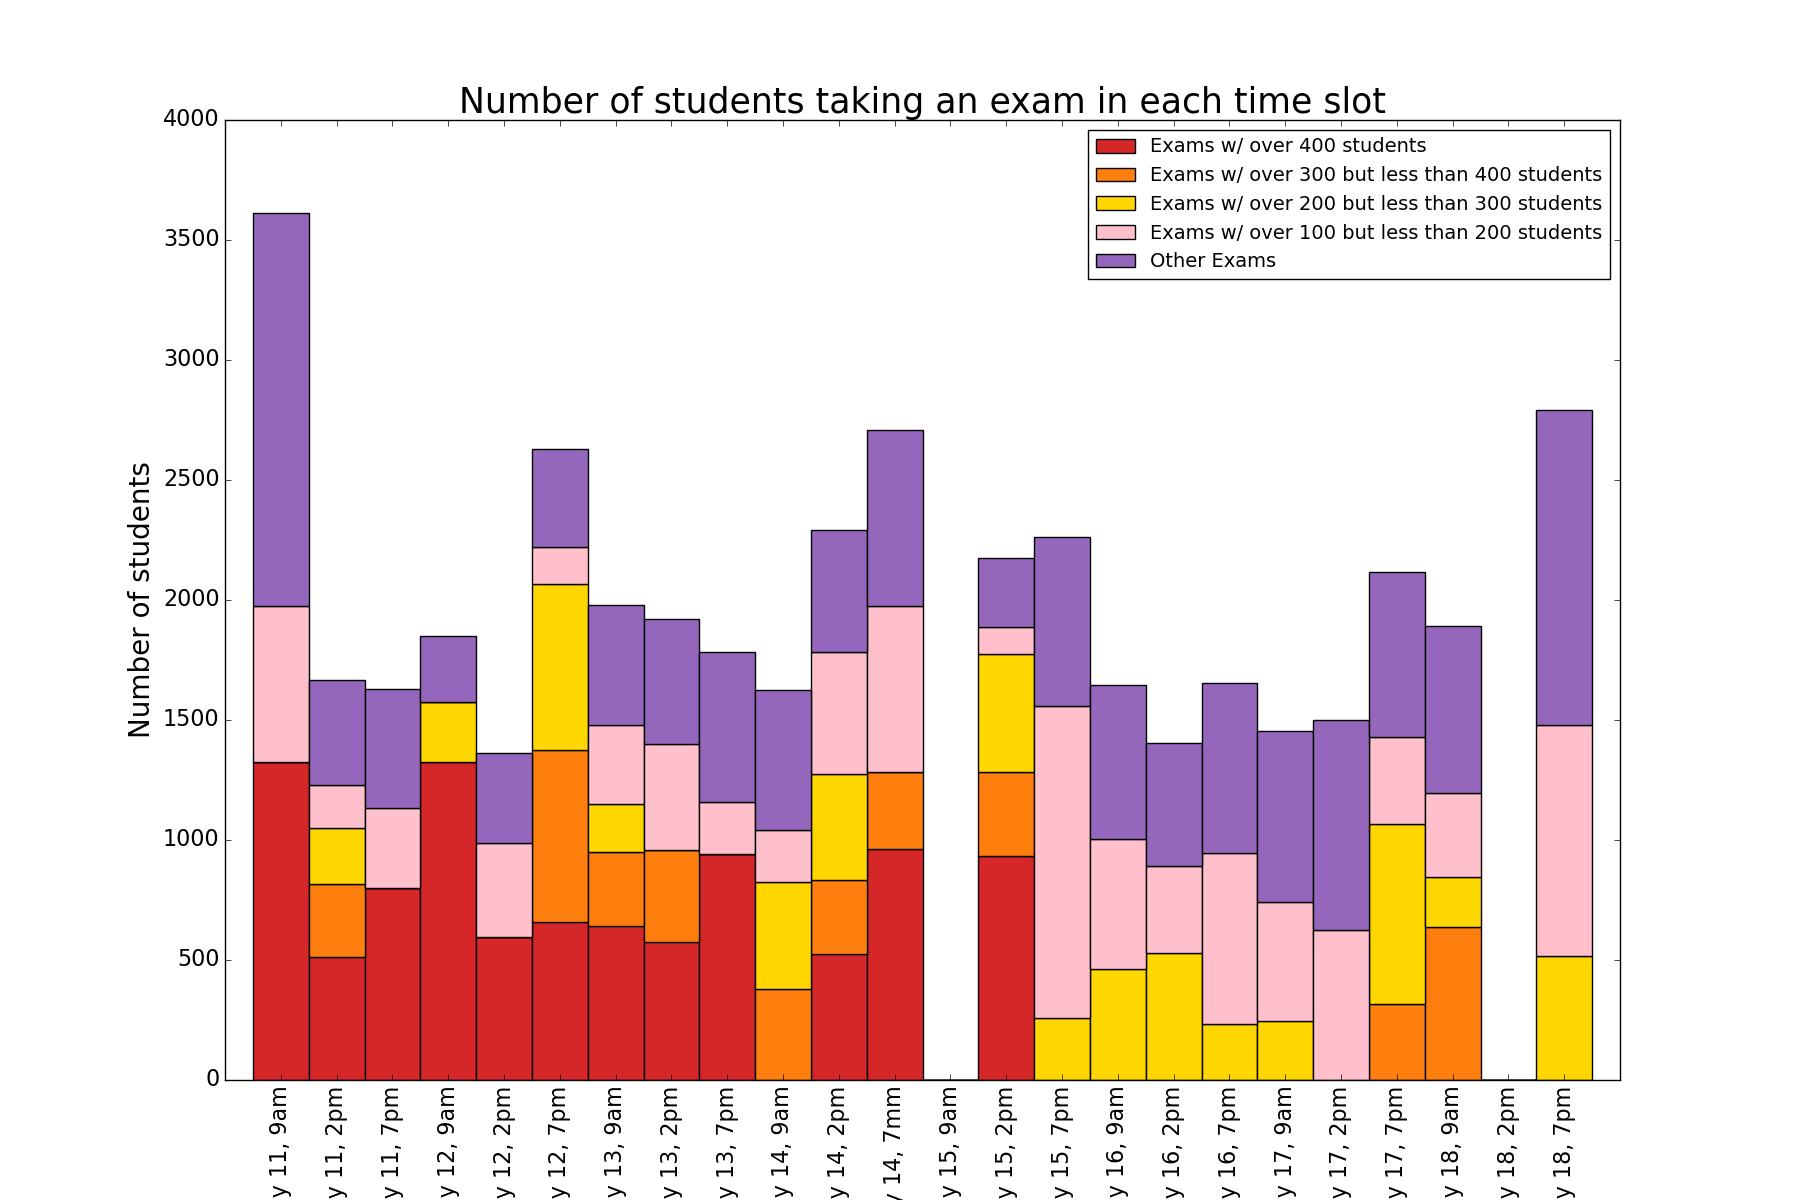 Number of students taking an exam in each time slot
Exams w/ over 400 students
Exams w/ over 300 but less than 400 students
Exams w/ over 200 but less than 300 students
Exams w/ over 100 but less than 200 students
Other Exams
Number of students
4000
3500
3000
2500
2000
1500
1000
500
0
y 11, 9am
y 11, 2pm
y 11, 7pm
y 12, 9am
y 12, 2pm
y 12, 7pm
y 13, 9am
y 13, 2pm
y 13, 7pm
y 14, 9am
y 14, 2pm
y 14, 7mm
y 15, 9am
y 15, 2pm
y 15, 7pm
y 16, 9am
y 16, 2pm
y 16, 7pm
y 17, 9am
y 17, 2pm
y 17, 7pm
y 18, 9am
y 18, 2pm
y 18, 7pm